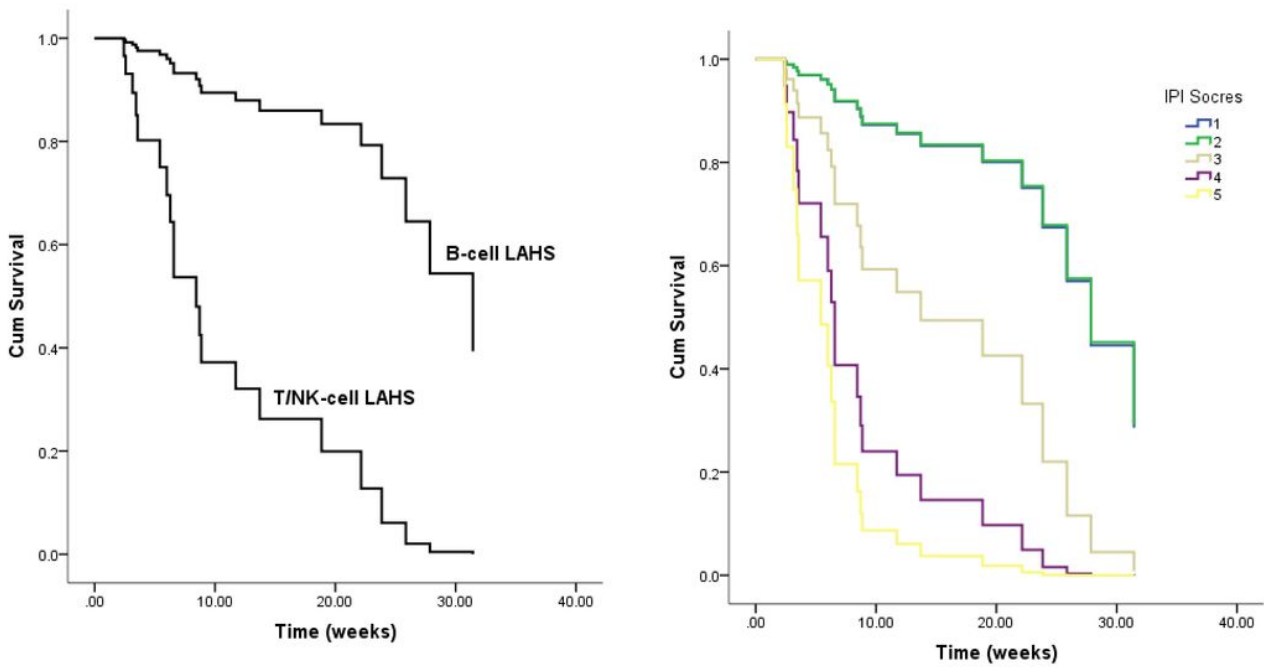 1.0
0.8
0.6
0.4
0.2
0.0
Cum Survival
B-cell LAHS
T/NK-cell LAHS
.00 10.00 20.00 30.00 40.00
Time (weeks)
1.0
0.8
0.6
0.4
0.2
0.0
Cum Survival
IPI Socres
1
2
3
4
5
.00 10.00 20.00 30.00 40.00
Time (weeks)